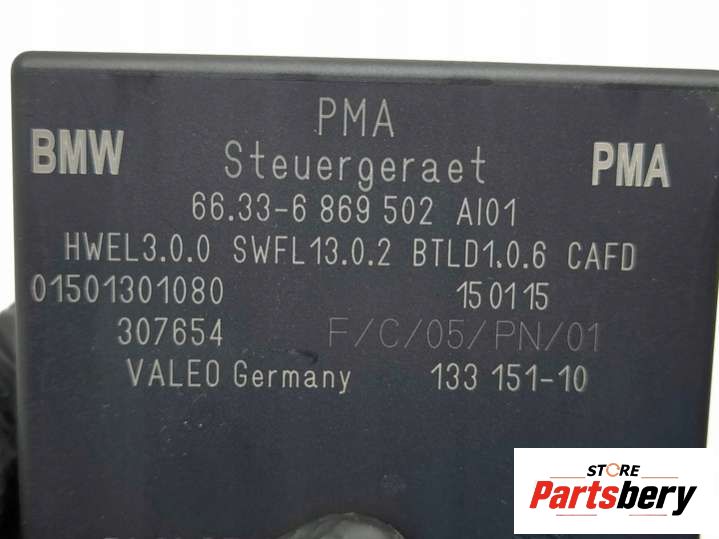 PMA
BMW Steuergeraet PMA
66.33-6 869 502 AI01
HWEL3.0.0 SWFL13.0.2 BTLD1.0.6 CAFD
01501301080 150115
307654 F/C/05/PN/01
VALEO Germany 133 151-10
STORE
Partsbery